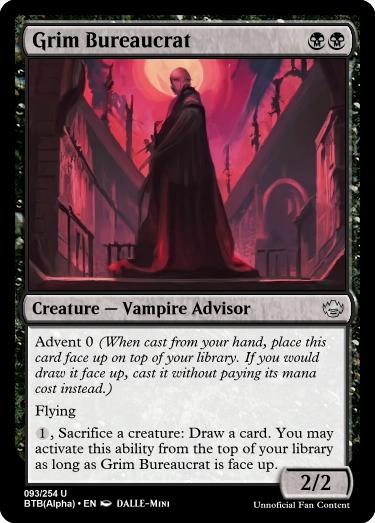 Grim Bureaucrat
Creature — Vampire Advisor
Advent 0 (When cast from your hand, place this
card face up on top of your library. If you would
draw it face up, cast it without paying its mana
cost instead.)
Flying
1, Sacrifice a creature: Draw a card. You may
activate this ability from the top of your library
as long as Grim Bureaucrat is face up.
2/2
093/254 U
BTB(Alpha) • EN DALLE-Mini
Unnoficial Fan Content